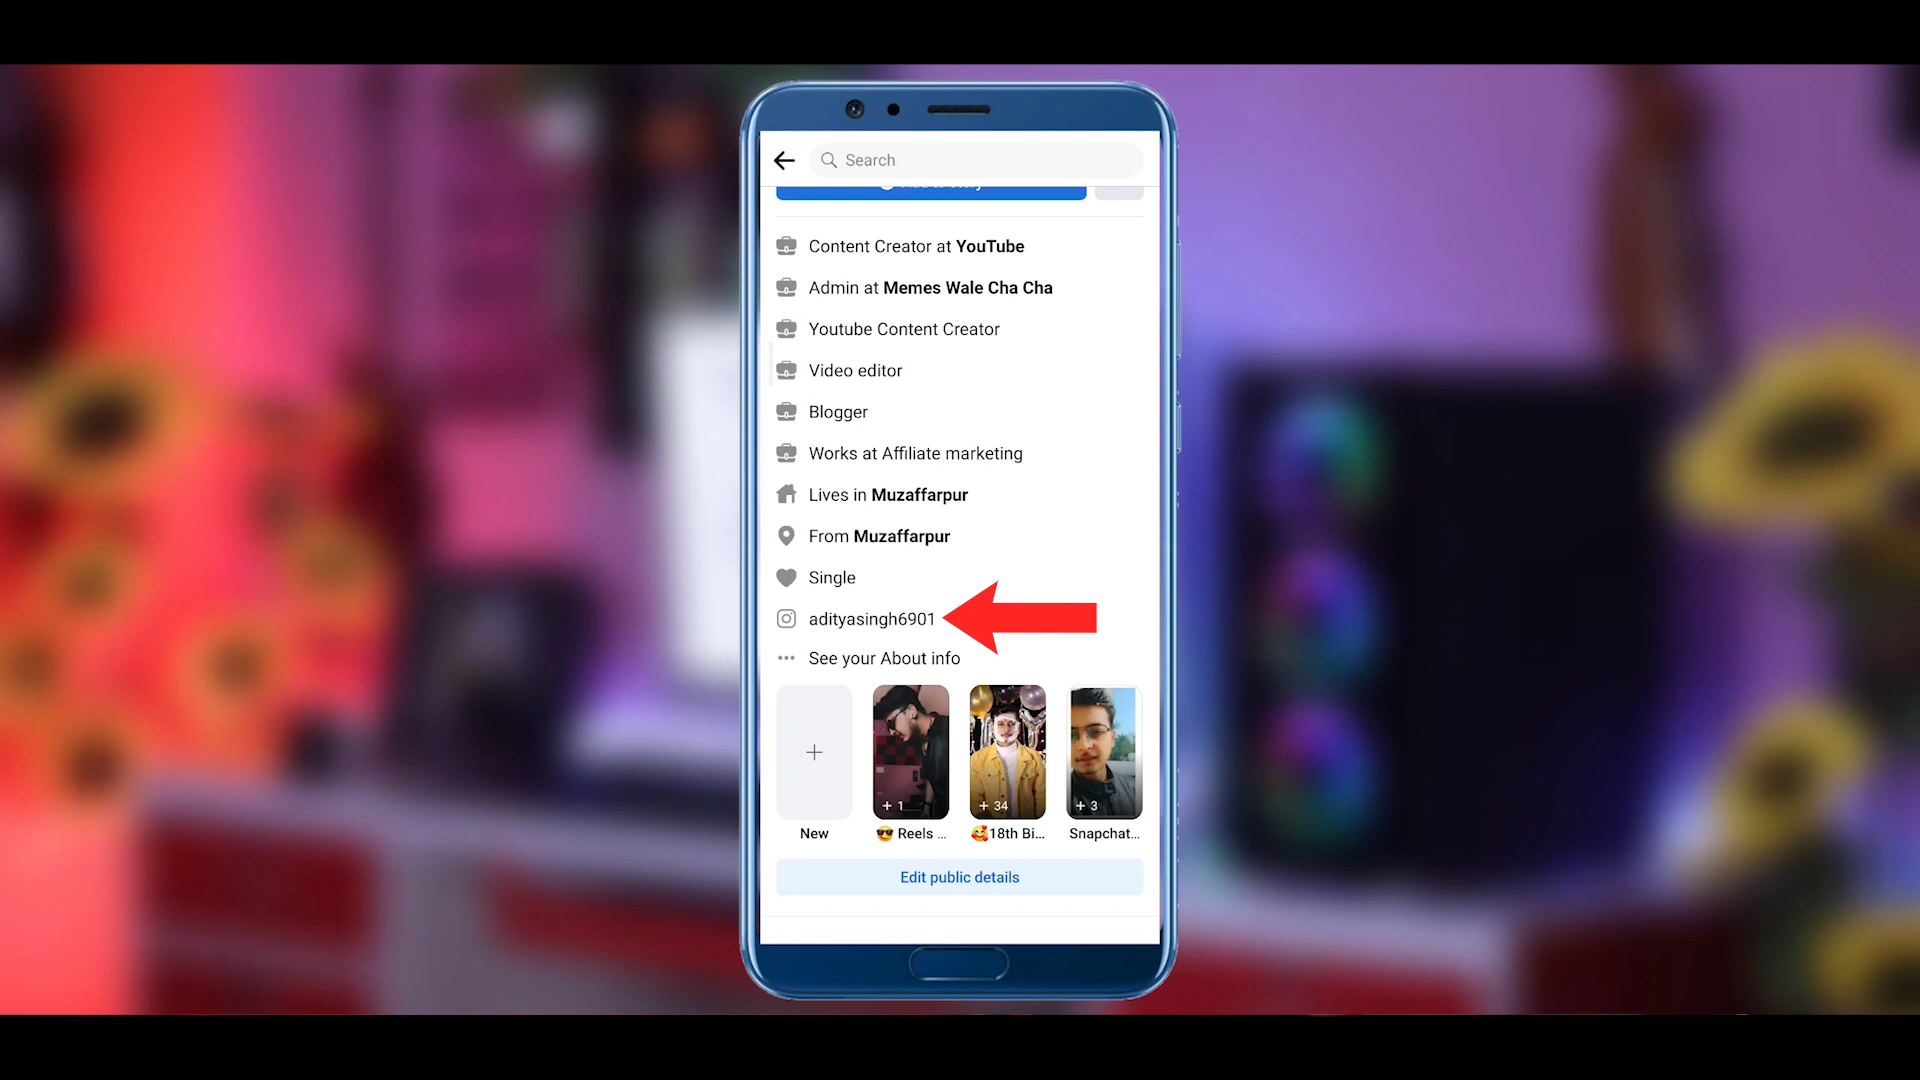 Search
Content Creator at YouTube
Admin at Memes Wale Cha Cha
Youtube Content Creator
Video editor
Blogger
Works at Affiliate marketing
Lives in Muzaffarpur
From Muzaffarpur
Single
adityasingh6901
See your About info
+ 1
+ 34
+ 3
New
😎 Reels ...
🥰18th Bi...
Snapchat...
Edit public details